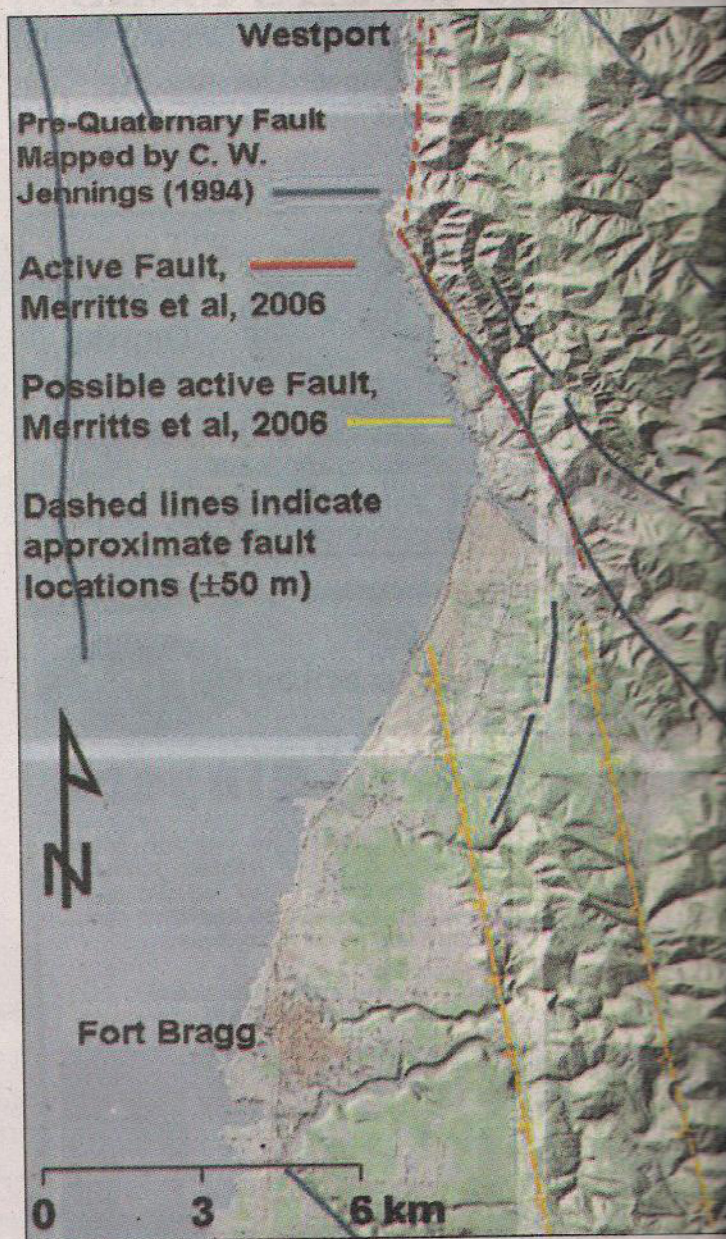 Westport
Pre-Quaternary Fault
Mapped by C. W.
Jennings (1994)
Active Fault,
Merritts et al, 2006
Possible active Fault,
Merritts et al, 2006
Dashed lines indicate
approximate fault
locations (±50 m)
N
Fort Bragg
0 3 6 km